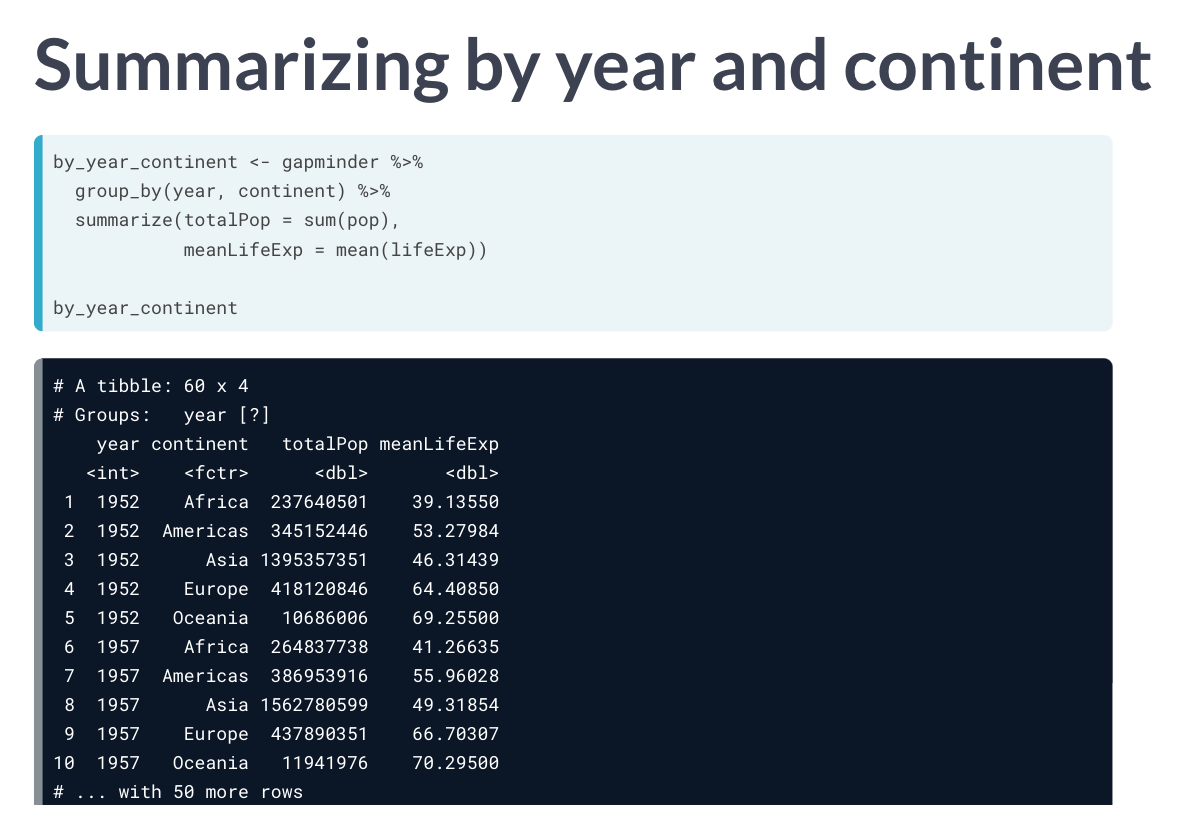 Summarizing by year and continent
by_year_continent <- gapminder %>%
  group_by(year, continent) %>%
  summarize(totalPop = sum(pop),
            meanLifeExp = mean(lifeExp))

by_year_continent
# A tibble: 60 x 4
# Groups:   year [?]
    year continent   totalPop meanLifeExp
   <int>    <fctr>      <dbl>       <dbl>
 1  1952    Africa  237640501    39.13550
 2  1952  Americas  345152446    53.27984
 3  1952      Asia 1395357351    46.31439
 4  1952    Europe  418120846    64.40850
 5  1952   Oceania   10686006    69.25500
 6  1957    Africa  264837738    41.26635
 7  1957  Americas  386953916    55.96028
 8  1957      Asia 1562780599    49.31854
 9  1957    Europe  437890351    66.70307
10  1957   Oceania   11941976    70.29500
# ... with 50 more rows